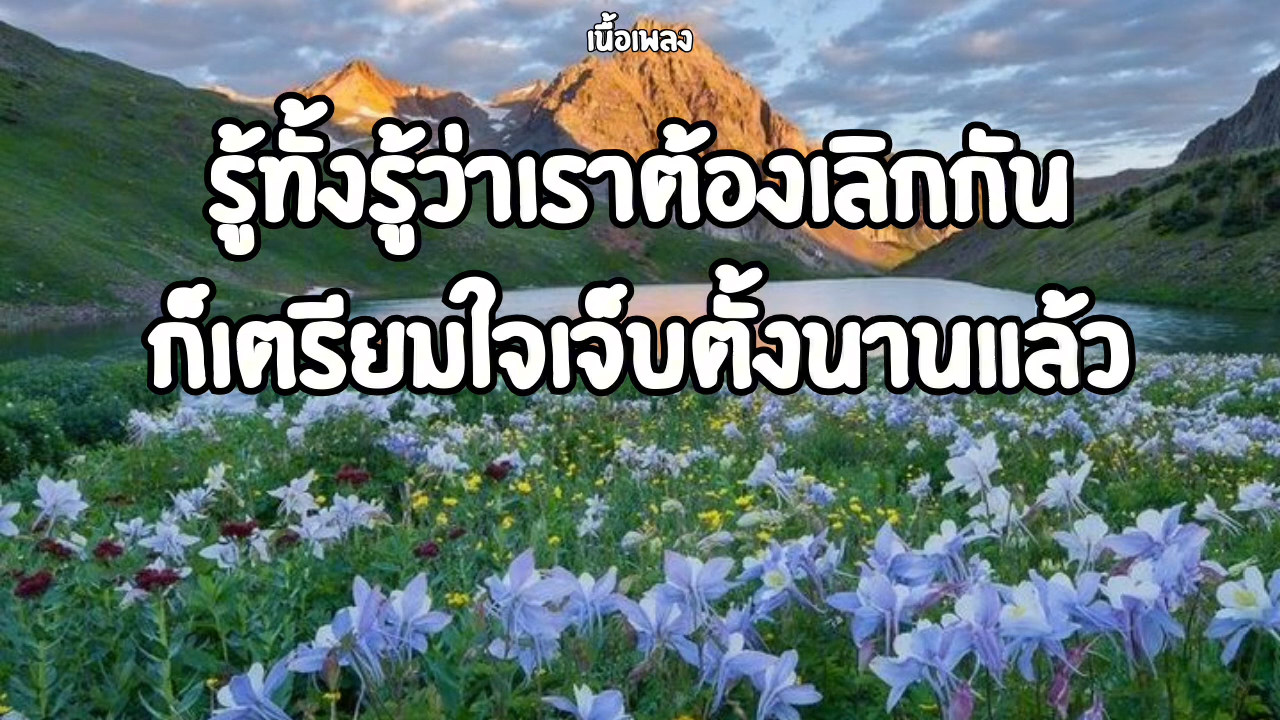 เนื้อเพลง
รู้ทั้งรู้ว่าเราต้องเลิกกัน
ก็เตรียมใจเจ็บตั้งนานแล้ว